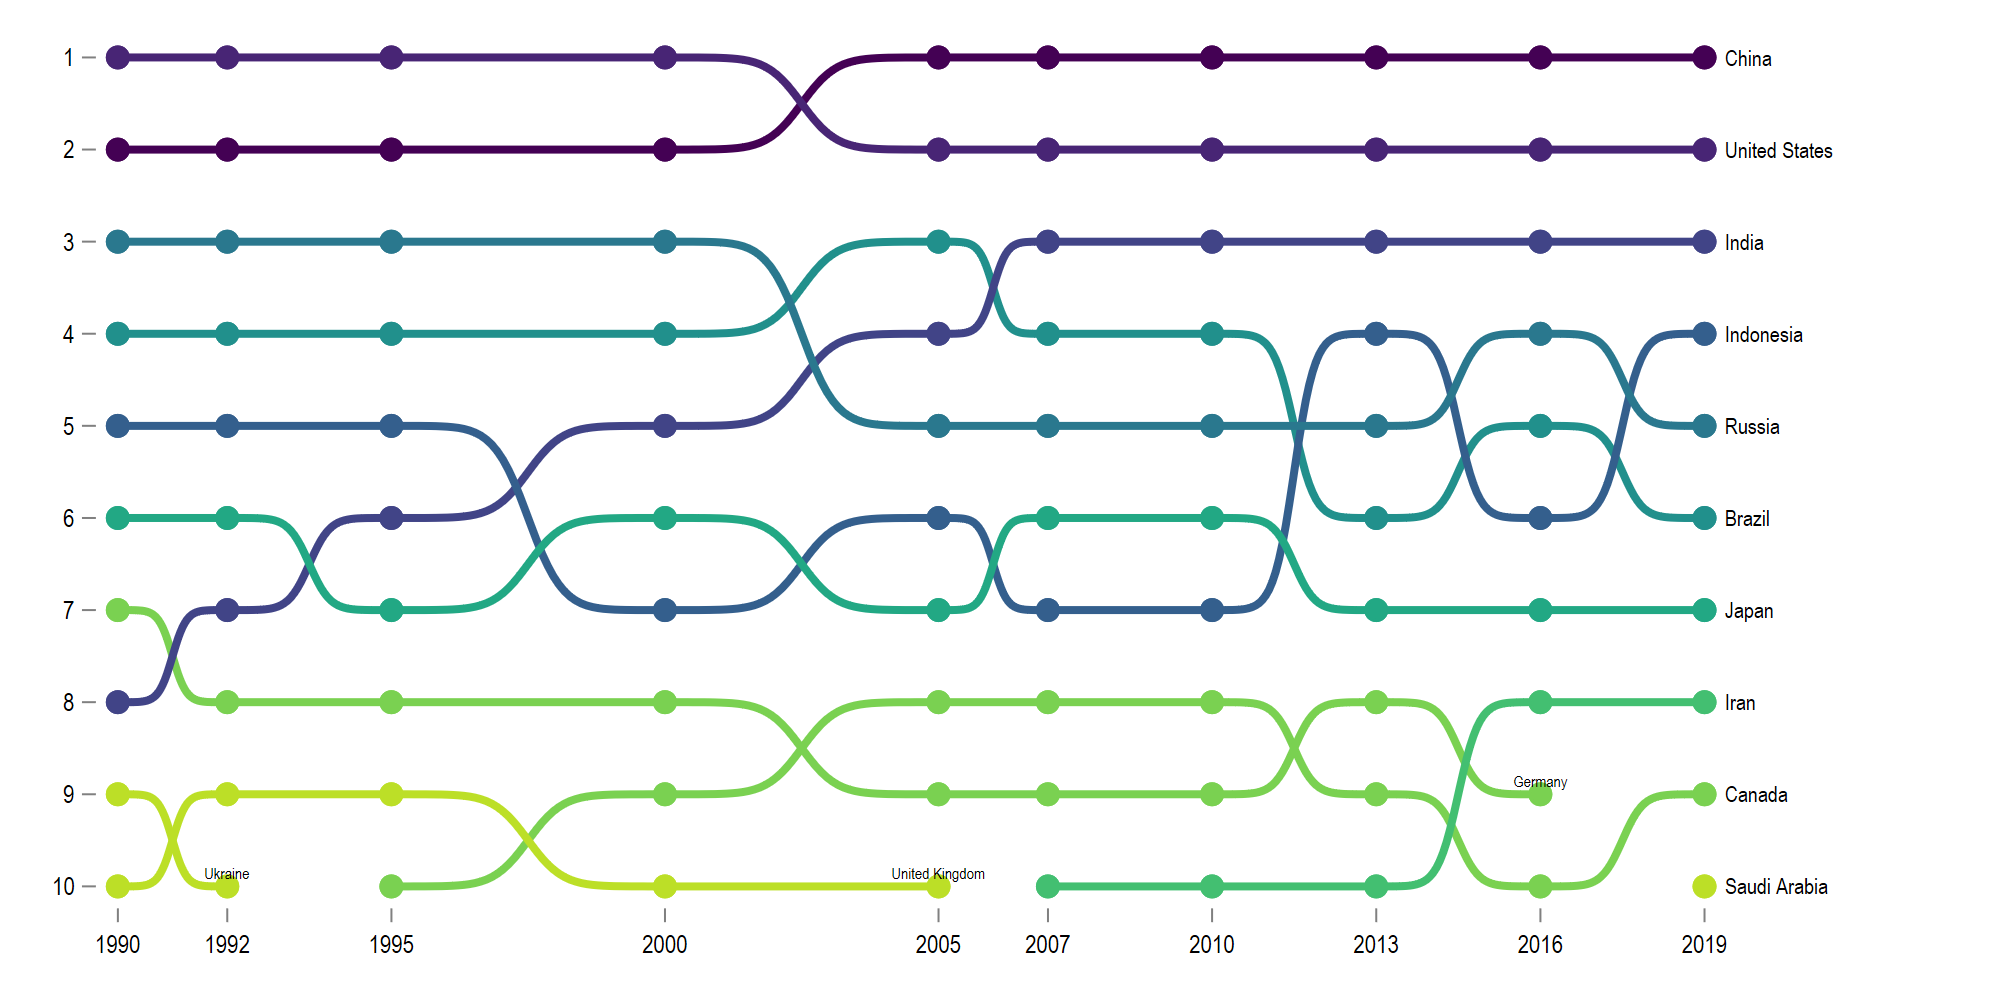 1
China
2
United States
3
India
4
Indonesia
5
Russia
6
Brazil
7
Japan
8
Iran
9
Germany
Canada
10
Ukraine
United Kingdom
Saudi Arabia
1990 1992 1995 2000 2005 2007 2010 2013 2016 2019